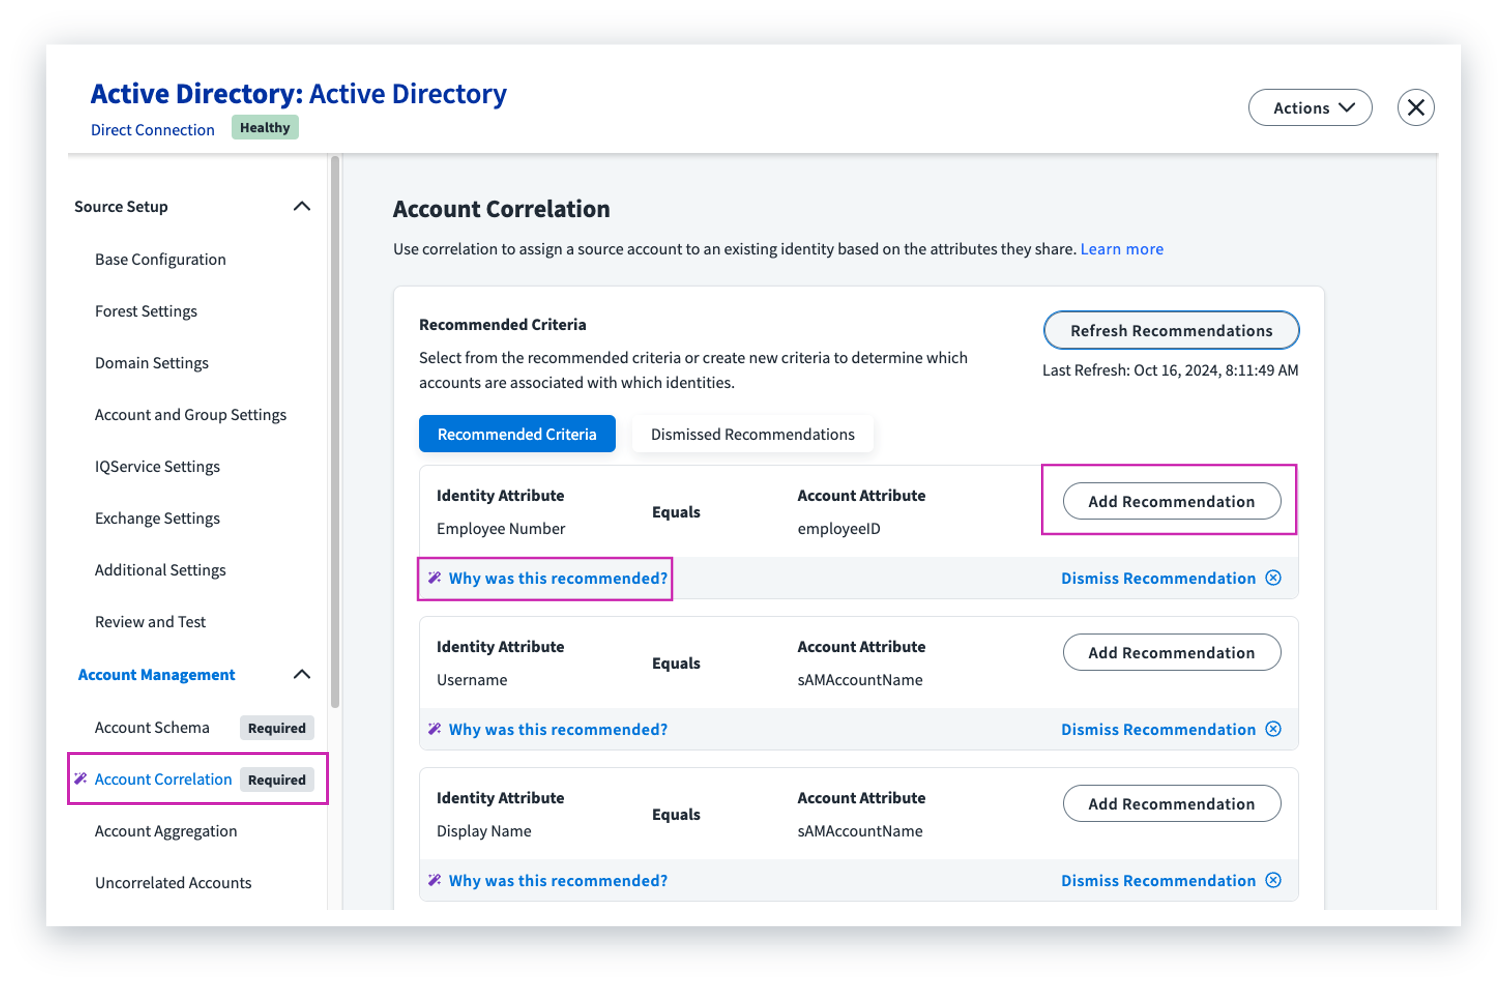 Active Directory: Active Directory
Direct Connection Healthy
Actions
Source Setup
Base Configuration
Forest Settings
Domain Settings
Account and Group Settings
IQService Settings
Exchange Settings
Additional Settings
Review and Test
Account Management
Account Schema Required
Account Correlation Required
Account Aggregation
Uncorrelated Accounts
Account Correlation
Use correlation to assign a source account to an existing identity based on the attributes they share. Learn more
Recommended Criteria
Select from the recommended criteria or create new criteria to determine which
accounts are associated with which identities.
Refresh Recommendations
Last Refresh: Oct 16, 2024, 8:11:49 AM
Recommended Criteria Dismissed Recommendations
Identity Attribute
Employee Number
Equals
Account Attribute
employeeID
Add Recommendation
Why was this recommended? Dismiss Recommendation
Identity Attribute
Username
Equals
Account Attribute
sAMAccountName
Add Recommendation
Why was this recommended? Dismiss Recommendation
Identity Attribute
Display Name
Equals
Account Attribute
sAMAccountName
Add Recommendation
Why was this recommended? Dismiss Recommendation